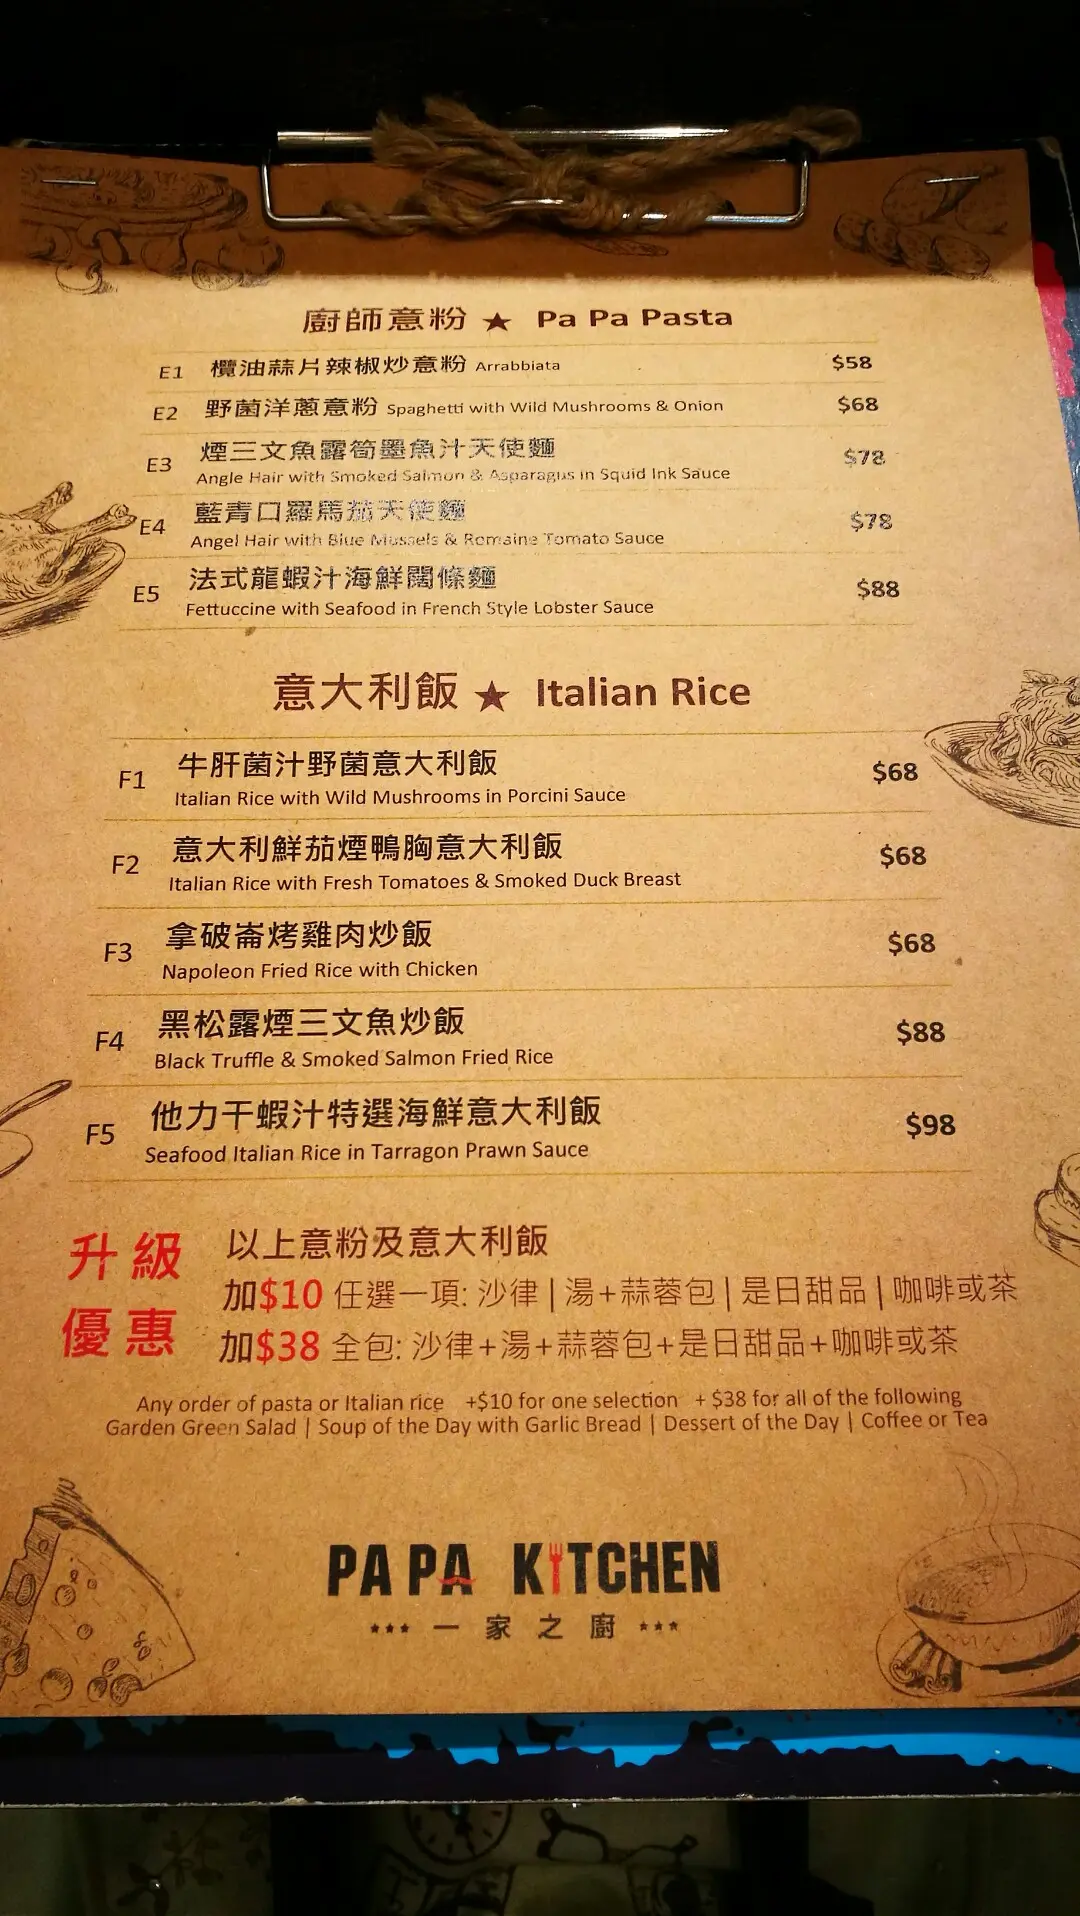 廚師意粉 ★ Pa Pa Pasta
E1 欖油蒜片辣椒炒意粉 Arrabbiata $58
E2 野菌洋蔥意粉 Spaghetti with Wild Mushrooms & Onion $68
E3 煙三文魚露筍墨魚汁天使麵 $78
Angle Hair with Smoked Salmon & Asparagus in Squid Ink Sauce
E4 藍青口羅馬茄天使麵 $78
Angel Hair with Blue Mussels & Romaine Tomato Sauce
E5 法式龍蝦汁海鮮闊條麵 $88
Fettuccine with Seafood in French Style Lobster Sauce
意大利飯 ★ Italian Rice
F1 牛肝菌汁野菌意大利飯 $68
Italian Rice with Wild Mushrooms in Porcini Sauce
F2 意大利鮮茄煙鴨胸意大利飯 $68
Italian Rice with Fresh Tomatoes & Smoked Duck Breast
F3 拿破崙烤雞肉炒飯 $68
Napoleon Fried Rice with Chicken
F4 黑松露煙三文魚炒飯 $88
Black Truffle & Smoked Salmon Fried Rice
F5 他力干蝦汁特選海鮮意大利飯 $98
Seafood Italian Rice in Tarragon Prawn Sauce
升級優惠
以上意粉及意大利飯
加$10 任選一項: 沙律 | 湯+蒜蓉包 | 是日甜品 | 咖啡或茶
加$38 全包: 沙律+湯+蒜蓉包+是日甜品+咖啡或茶
Any order of pasta or Italian rice +$10 for one selection + $38 for all of the following
Garden Green Salad | Soup of the Day with Garlic Bread | Dessert of the Day | Coffee or Tea
PA PA KITCHEN
★★★ 一家之廚 ★★★